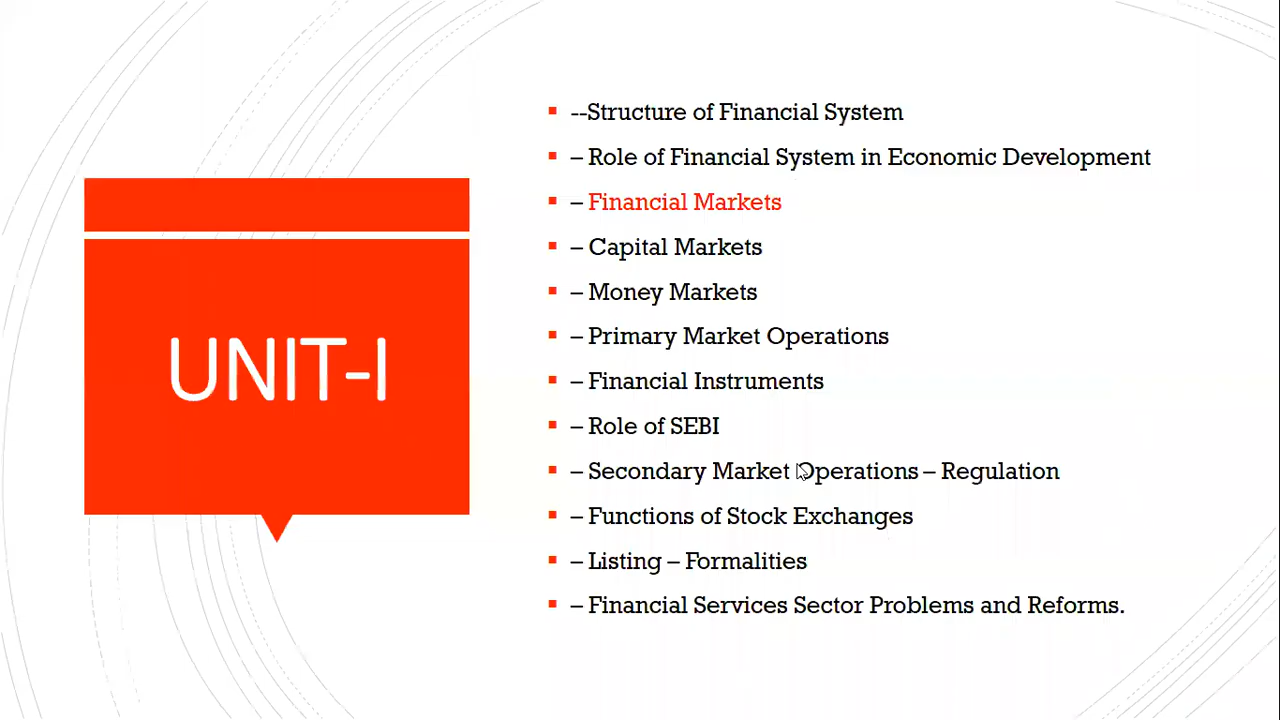 UNIT-I
--Structure of Financial System
– Role of Financial System in Economic Development
– Financial Markets
– Capital Markets
– Money Markets
– Primary Market Operations
– Financial Instruments
– Role of SEBI
– Secondary Market Operations – Regulation
– Functions of Stock Exchanges
– Listing – Formalities
– Financial Services Sector Problems and Reforms.